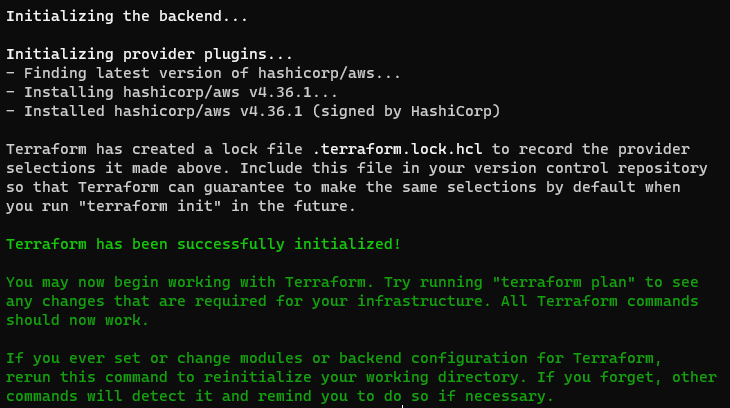 Initializing the backend...
Initializing provider plugins...
- Finding latest version of hashicorp/aws...
- Installing hashicorp/aws v4.36.1...
- Installed hashicorp/aws v4.36.1 (signed by HashiCorp)
Terraform has created a lock file .terraform.lock.hcl to record the provider
selections it made above. Include this file in your version control repository
so that Terraform can guarantee to make the same selections by default when
you run "terraform init" in the future.
Terraform has been successfully initialized!
You may now begin working with Terraform. Try running "terraform plan" to see
any changes that are required for your infrastructure. All Terraform commands
should now work.
If you ever set or change modules or backend configuration for Terraform,
rerun this command to reinitialize your working directory. If you forget, other
commands will detect it and remind you to do so if necessary.